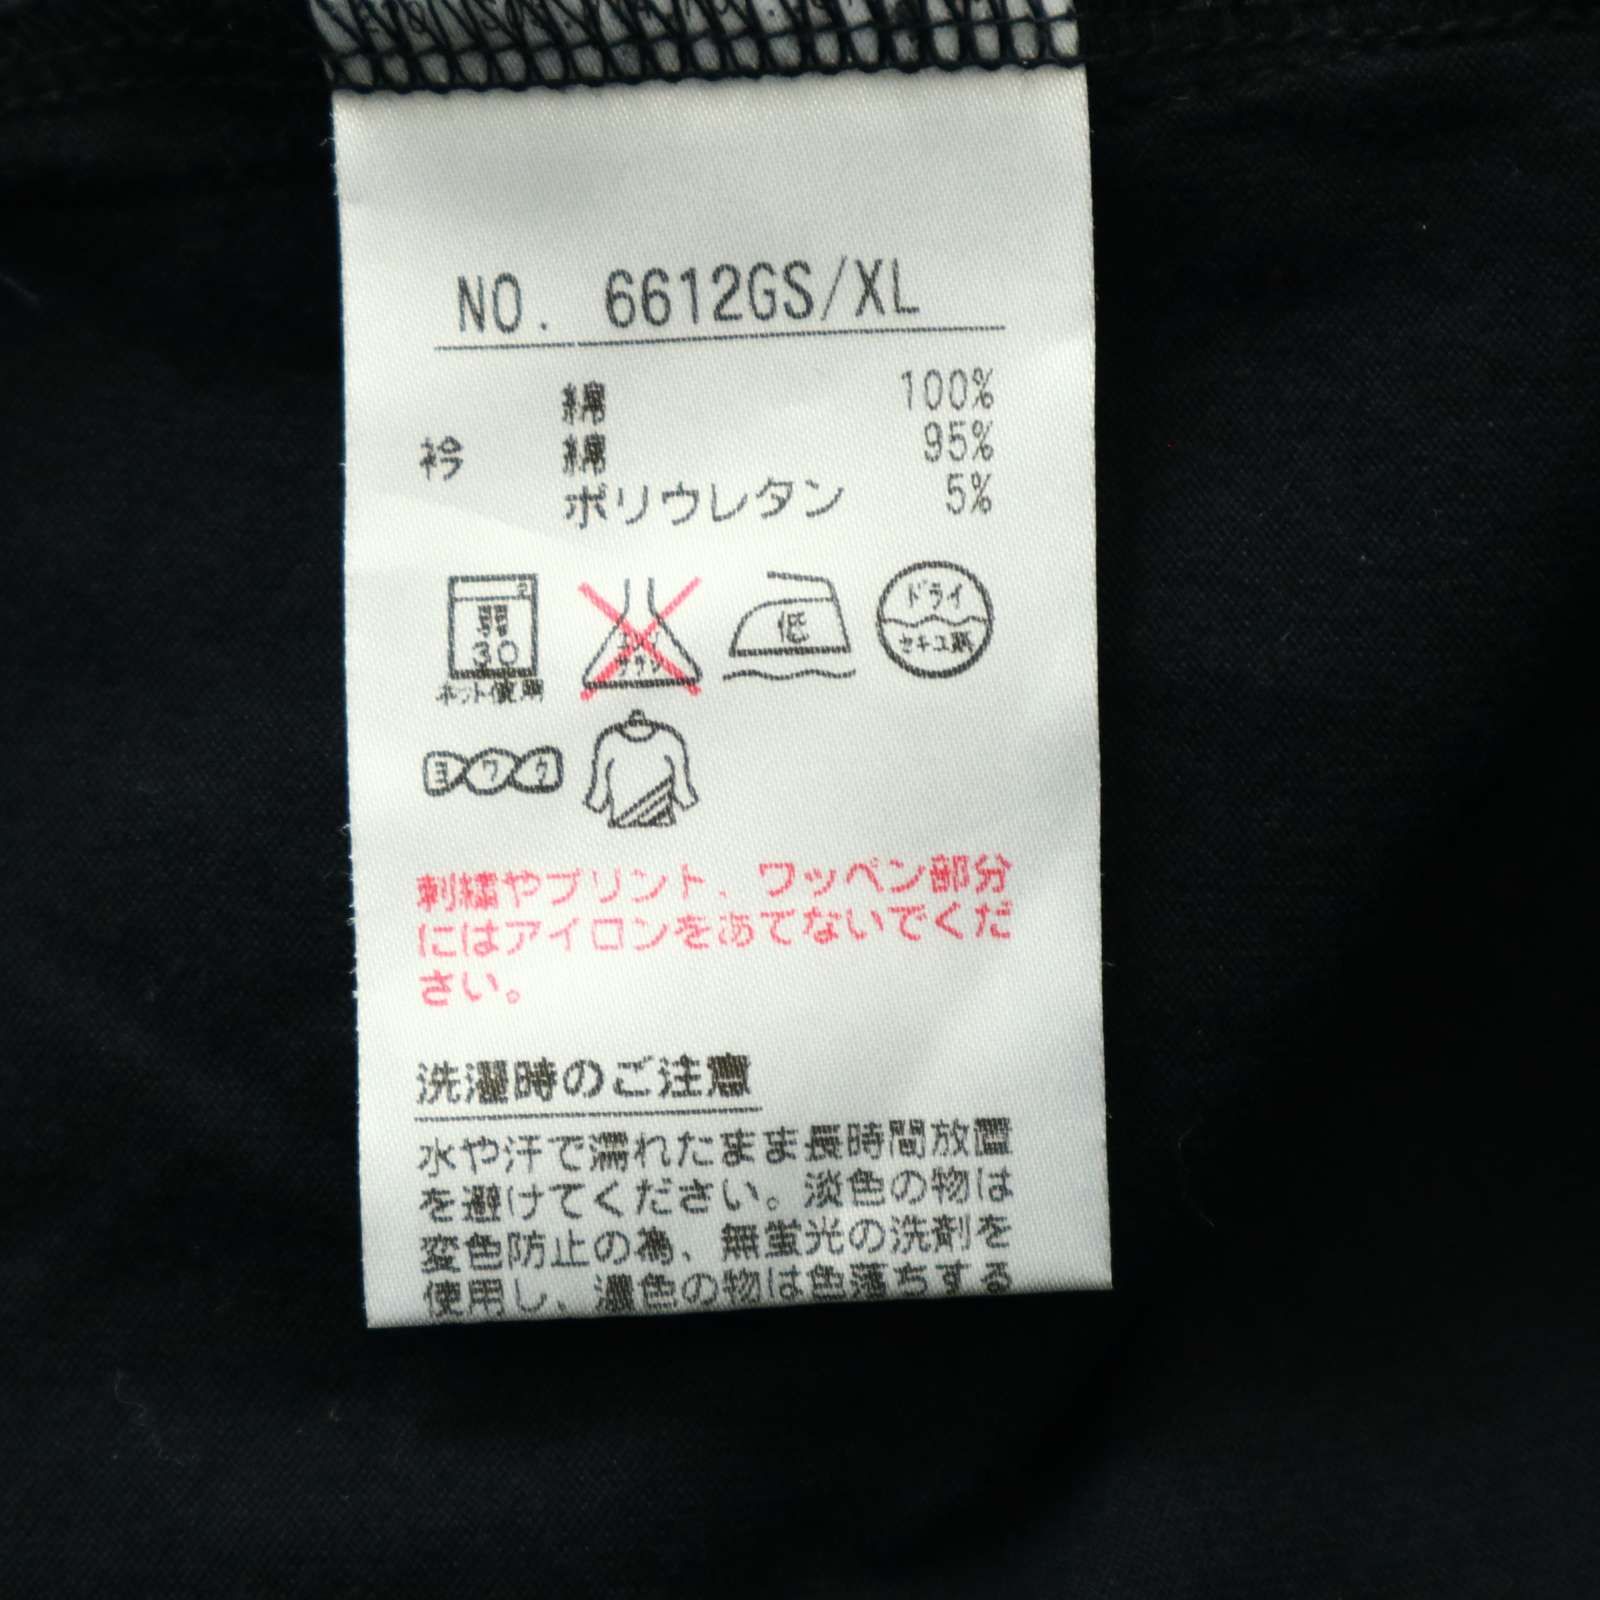 NO. 6612GS/XL
綿 100%
衿 綿 95%
ポリウレタン 5%
弱
30
ネット使用
エンソ
サラシ
低
ドライ
セキユ系
ヨワク
刺繍やプリント、ワッペン部分
にはアイロンをあてないでくだ
さい。
洗濯時のご注意
水や汗で濡れたまま長時間放置
を避けてください。淡色の物は
変色防止の為、無蛍光の洗剤を
使用し、濃色の物は色落ちする